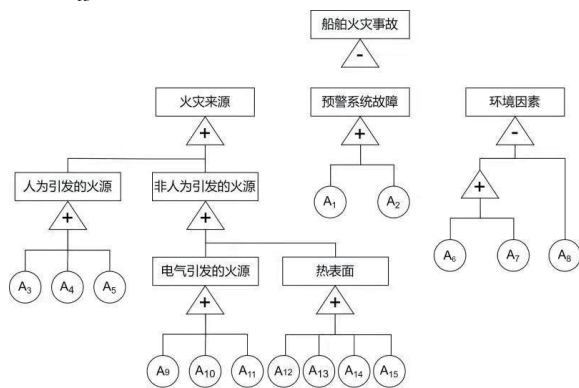 船舶火灾事故
-
火灾来源
预警系统故障
环境因素
+
+
-
人为引发的火源
非人为引发的火源
+
+
+
A1
A2
A6
A7
A8
电气引发的火源
热表面
A3
A4
A5
+
+
A9
A10
A11
A12
A13
A14
A15